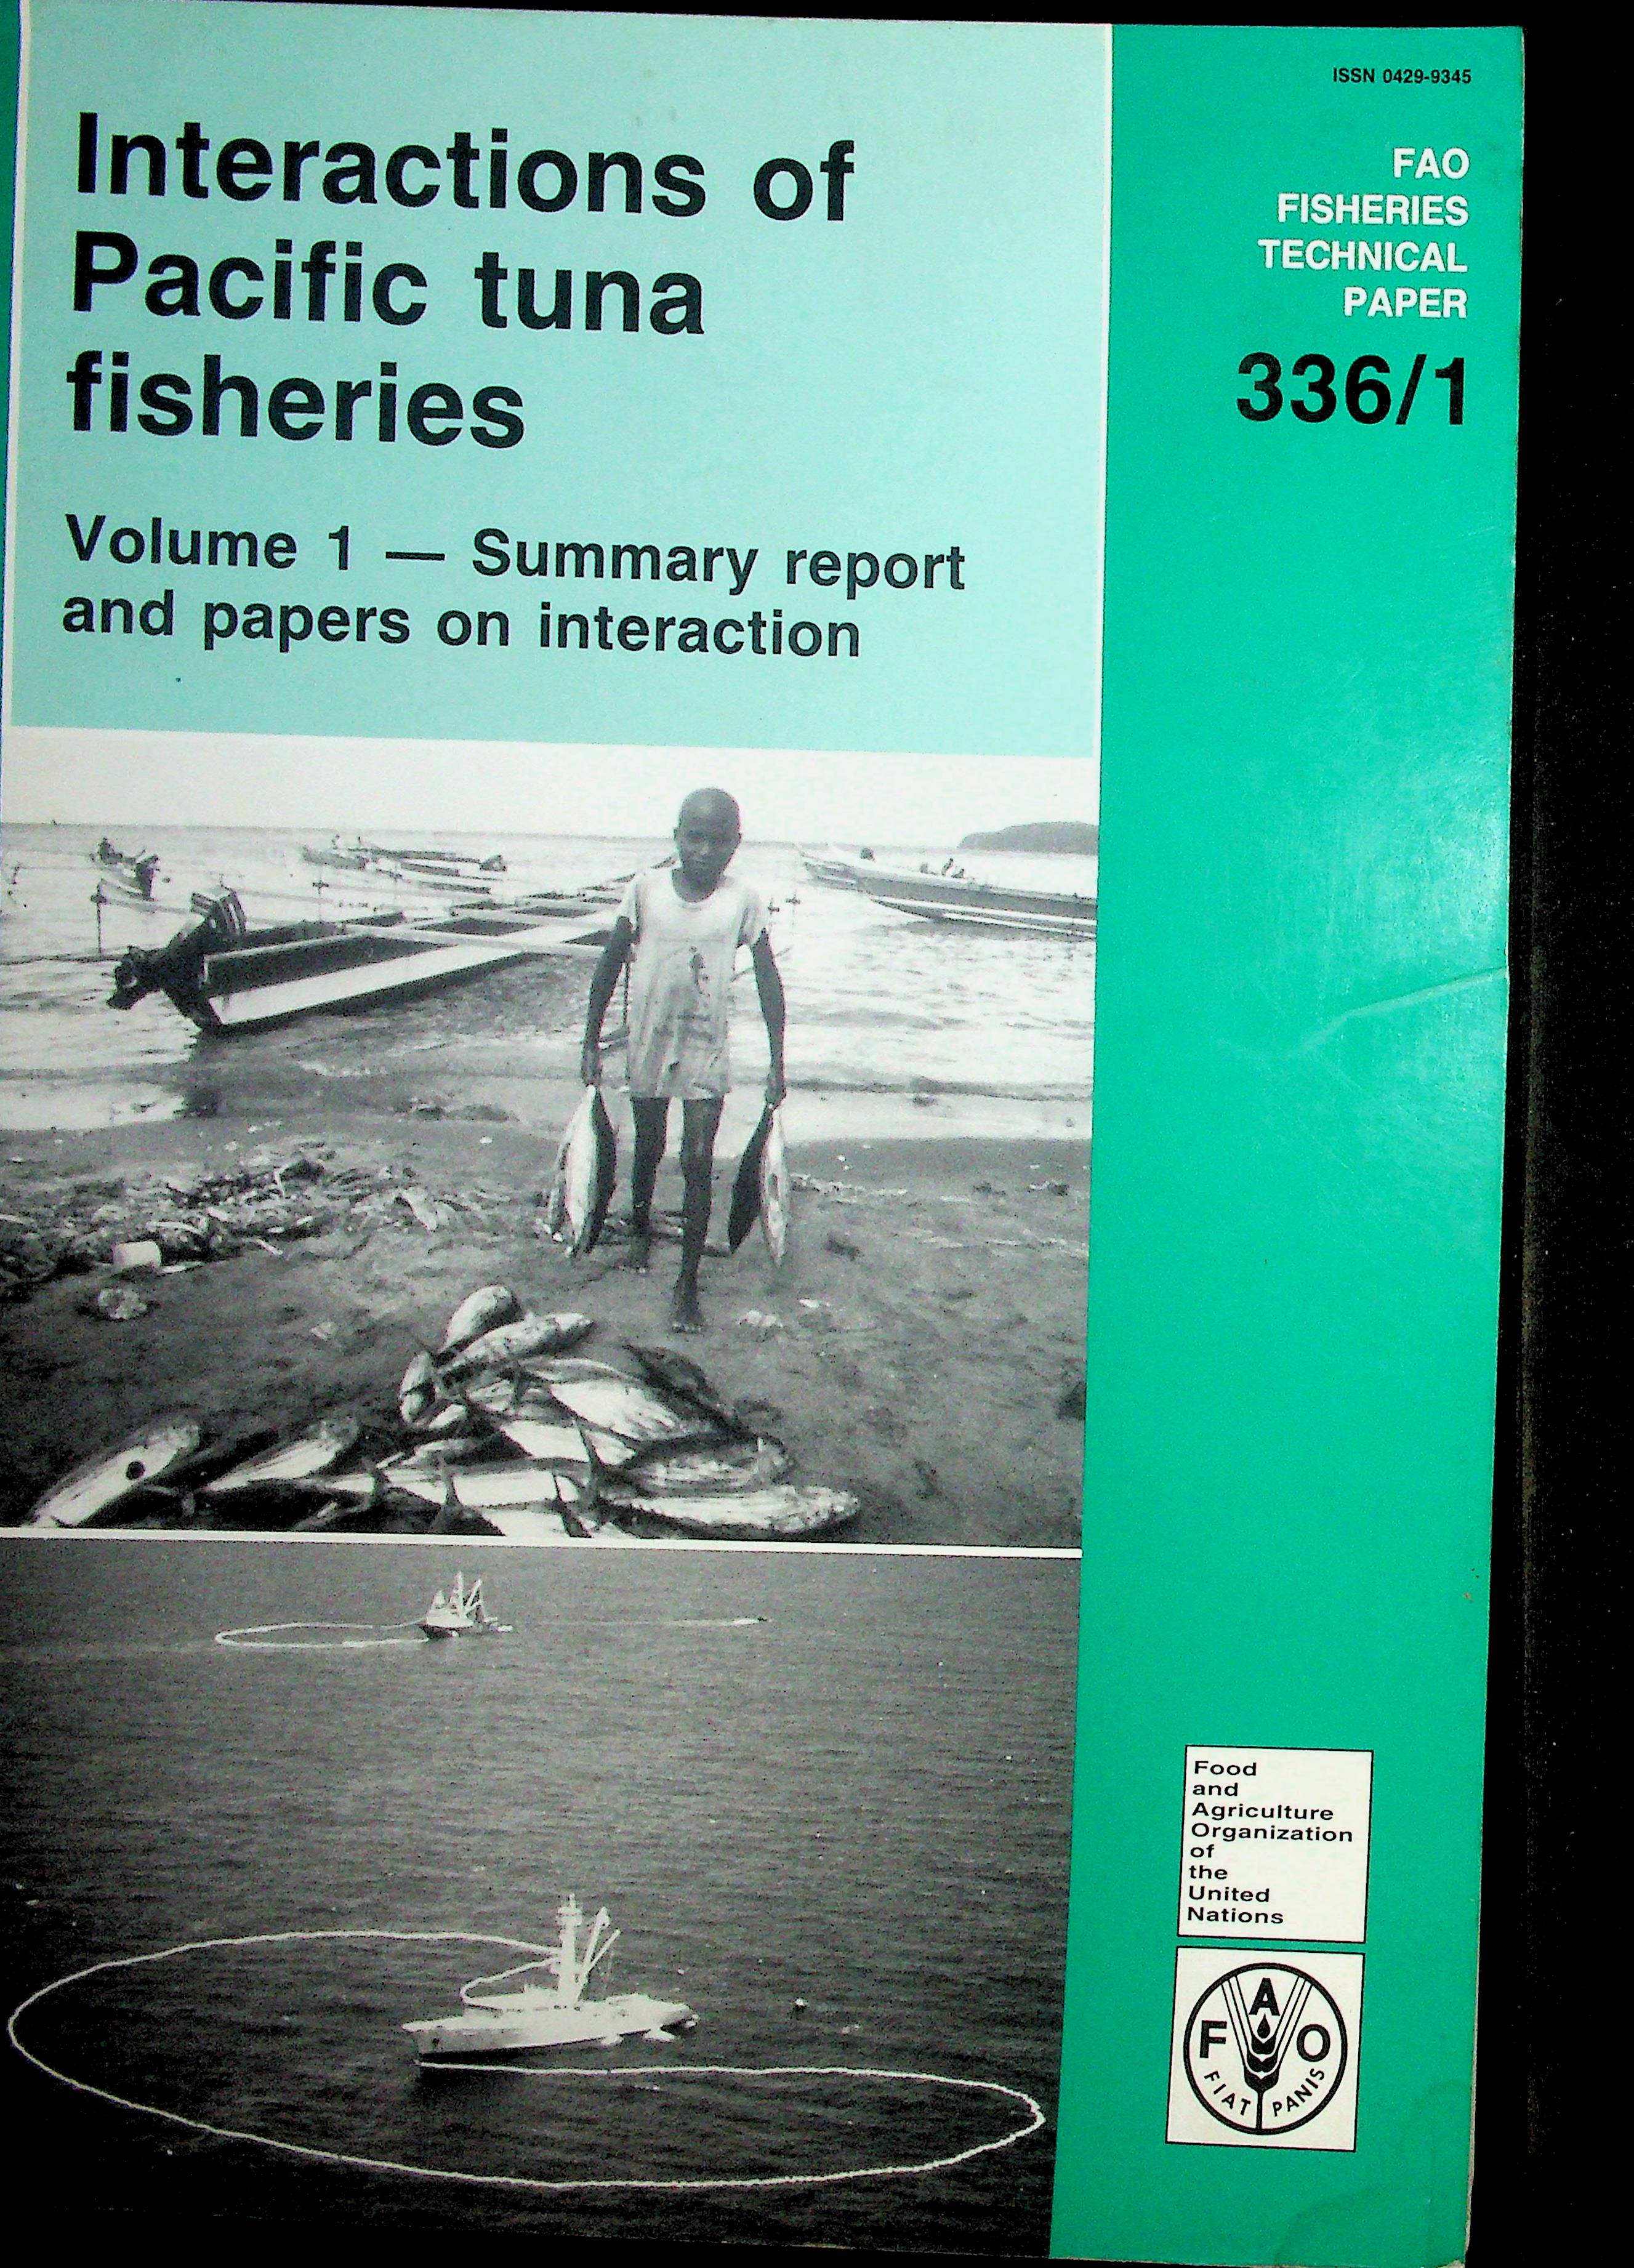 Interactions of
Pacific tuna
fisheries
Volume 1 — Summary report
and papers on interaction
ISSN 0429-9345
FAO
FISHERIES
TECHNICAL
PAPER
336/1
Food
and
Agriculture
Organization
of
the
United
Nations
F A O
FIAT PANIS